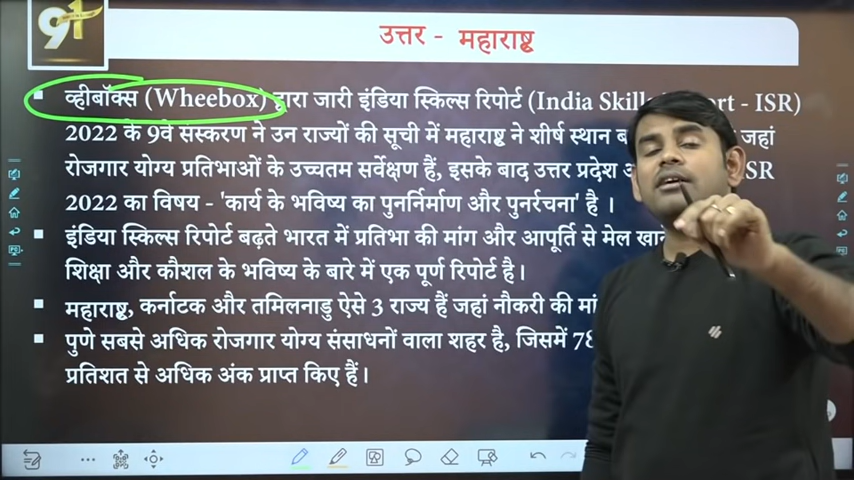 91
उत्तर - महाराष्ट्र
व्हीबॉक्स (Wheebox) द्वारा जारी इंडिया स्किल्स रिपोर्ट (India Skill - ISR)
2022 के 9वें संस्करण ने उन राज्यों की सूची में महाराष्ट्र ने शीर्ष स्थान जहां
रोजगार योग्य प्रतिभाओं के उच्चतम सर्वेक्षण हैं, इसके बाद उत्तर प्रदेश SR
2022 का विषय - 'कार्य के भविष्य का पुनर्निर्माण और पुनर्रचना' है ।
इंडिया स्किल्स रिपोर्ट बढ़ते भारत में प्रतिभा की मांग और आपूर्ति से मेल
शिक्षा और कौशल के भविष्य के बारे में एक पूर्ण रिपोर्ट है।
महाराष्ट्र, कर्नाटक और तमिलनाडु ऐसे 3 राज्य हैं जहां नौकरी की
पुणे सबसे अधिक रोजगार योग्य संसाधनों वाला शहर है, जिसमें 78
प्रतिशत से अधिक अंक प्राप्त किए हैं।